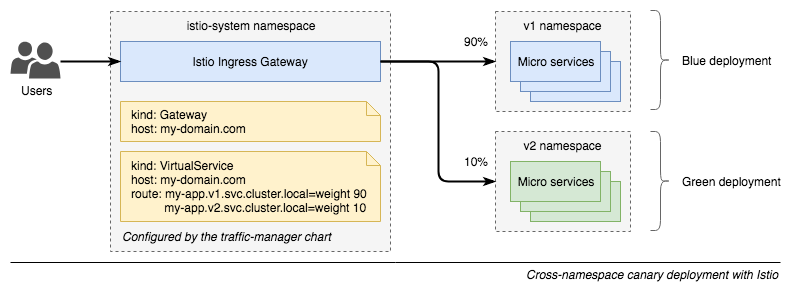 istio-system namespace
Istio Ingress Gateway
Users
kind: Gateway
host: my-domain.com
kind: VirtualService
host: my-domain.com
route: my-app.v1.svc.cluster.local=weight 90
my-app.v2.svc.cluster.local=weight 10
Configured by the traffic-manager chart
90%
v1 namespace
Micro services
Blue deployment
10%
v2 namespace
Micro services
Green deployment
Cross-namespace canary deployment with Istio